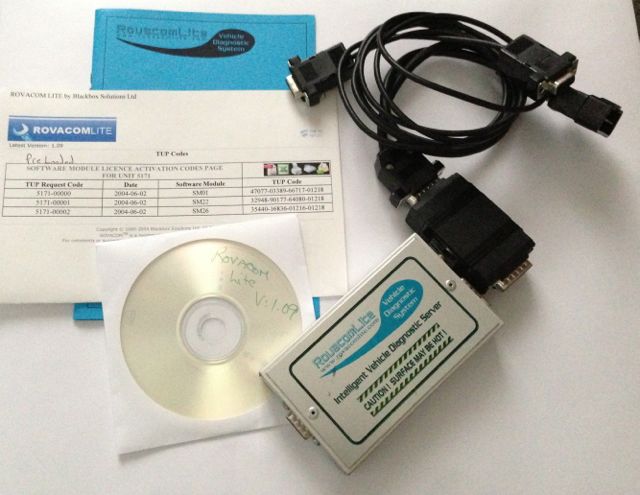 RovacomLite
Vehicle
Diagnostic
System
ROVACOM LITE by Blackbox Solutions Ltd
ROVACOMLITE
Latest Version: 1.09
Preloaded
TUP Codes
SOFTWARE MODULE LICENCE ACTIVATION CODES PAGE
FOR UNIT 5171
TUP Request Code Date Software Module TUP Code
5171-00000 2004-06-02 SM01 47077-03389-66717-01218
5171-00001 2004-06-02 SM22 32948-90177-64080-01218
5171-00002 2004-06-02 SM26 35440-16836-01216-01218
ROVACOM
Lite
V:1.09
RovacomLite
www.rovacomlite.com
Vehicle
Diagnostic
System
Intelligent Vehicle Diagnostic Server
CAUTION ! SURFACE MAY BE HOT !